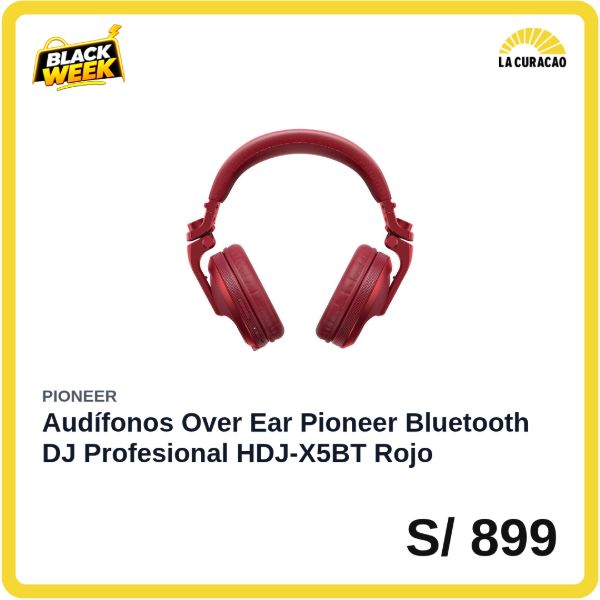 BLACK
WEEK
LA CURACAO
PIONEER
Audífonos Over Ear Pioneer Bluetooth
DJ Profesional HDJ-X5BT Rojo
S/ 899